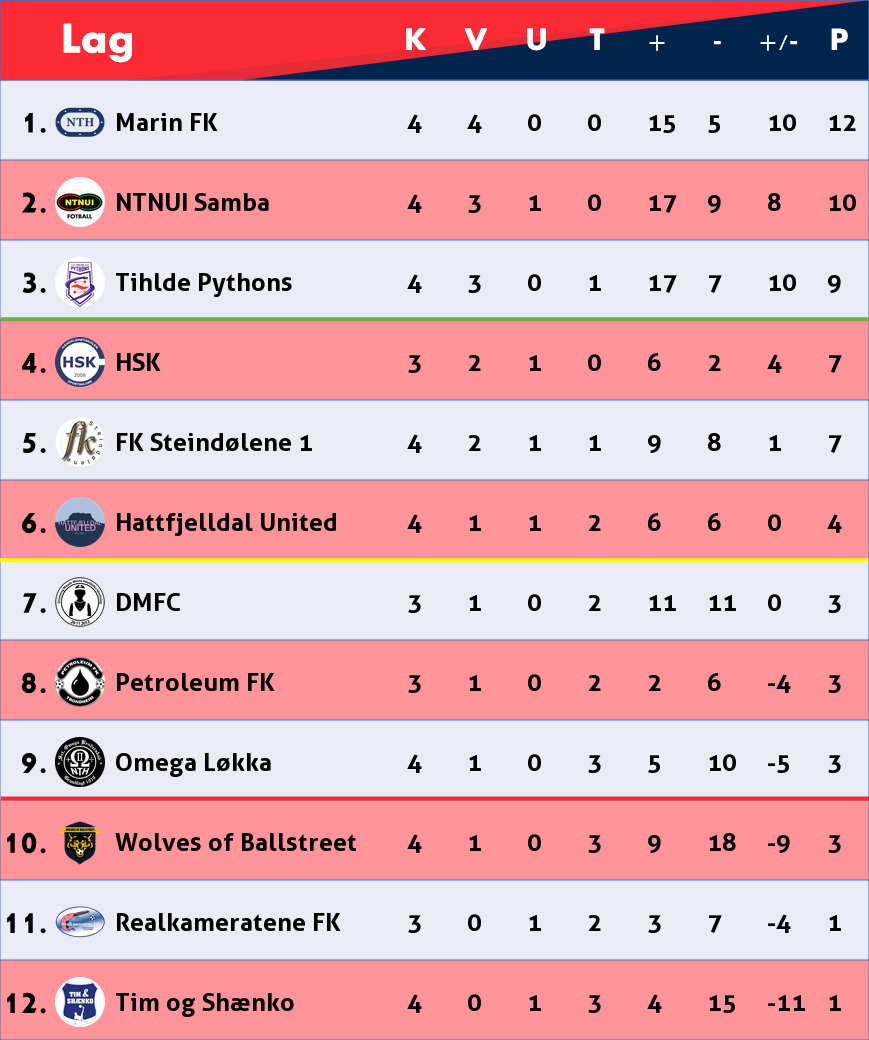 Lag K V U T + - +/- P
1. NTH Marin FK 4 4 0 0 15 5 10 12
2. NTNUI FOTBALL NTNUI Samba 4 3 1 0 17 9 8 10
3. PYTHONS Tihlde Pythons 4 3 0 1 17 7 10 9
4. HSK 2008 HSK 3 2 1 0 6 2 4 7
5. fk Steindølene FK Steindølene 1 4 2 1 1 9 8 1 7
6. HATTFJELLDAL UNITED Hattfjelldal United 4 1 1 2 6 6 0 4
7. DMFC 3 1 0 2 11 11 0 3
8. PETROLEUM FK TRONDHEIM Petroleum FK 3 1 0 2 2 6 -4 3
9. Ω NTH Omega Løkka 4 1 0 3 5 10 -5 3
10. WOLVES OF BALLSTREET Wolves of Ballstreet 4 1 0 3 9 18 -9 3
11. Realkameratene FK 3 0 1 2 3 7 -4 1
12. TIM & SHÆNKO Tim og Shænko 4 0 1 3 4 15 -11 1